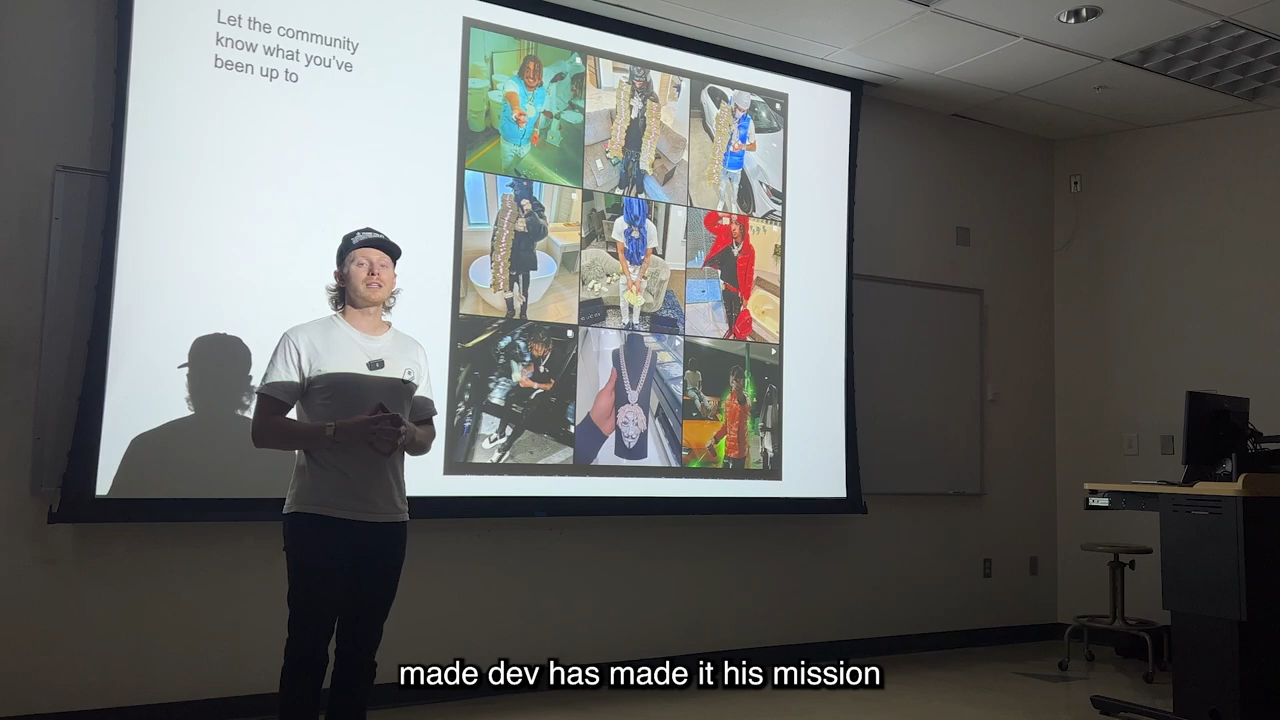 Let the community
know what you've
been up to
made dev has made it his mission